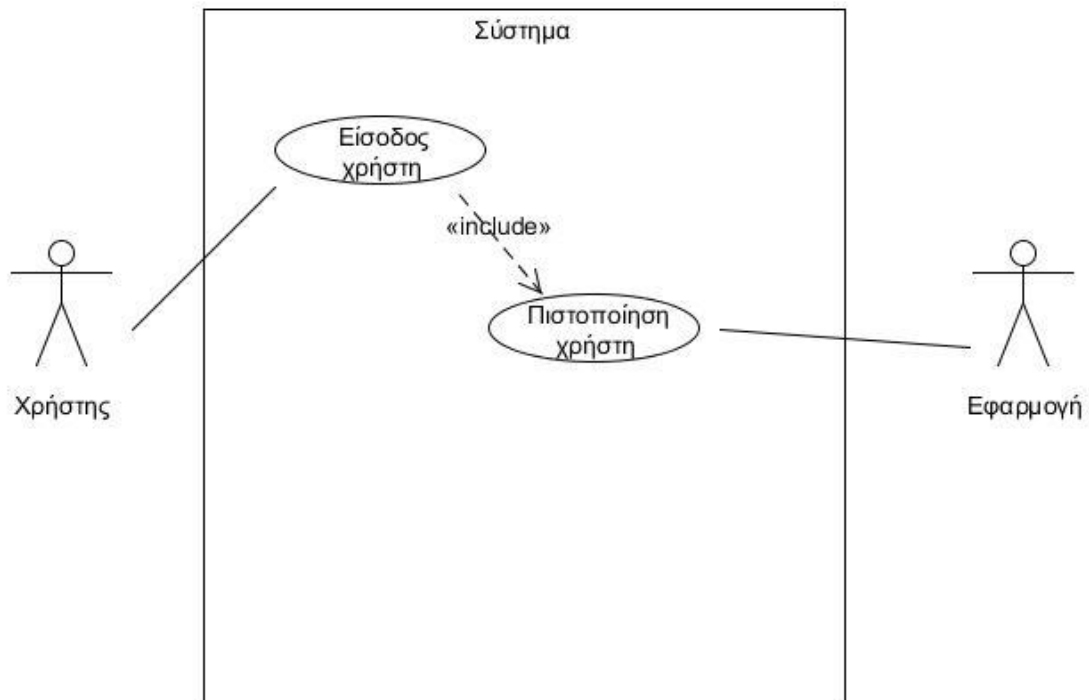 Σύστημα
Είσοδος
χρήστη
«include»
Πιστοποίηση
χρήστη
Χρήστης
Εφαρμογή